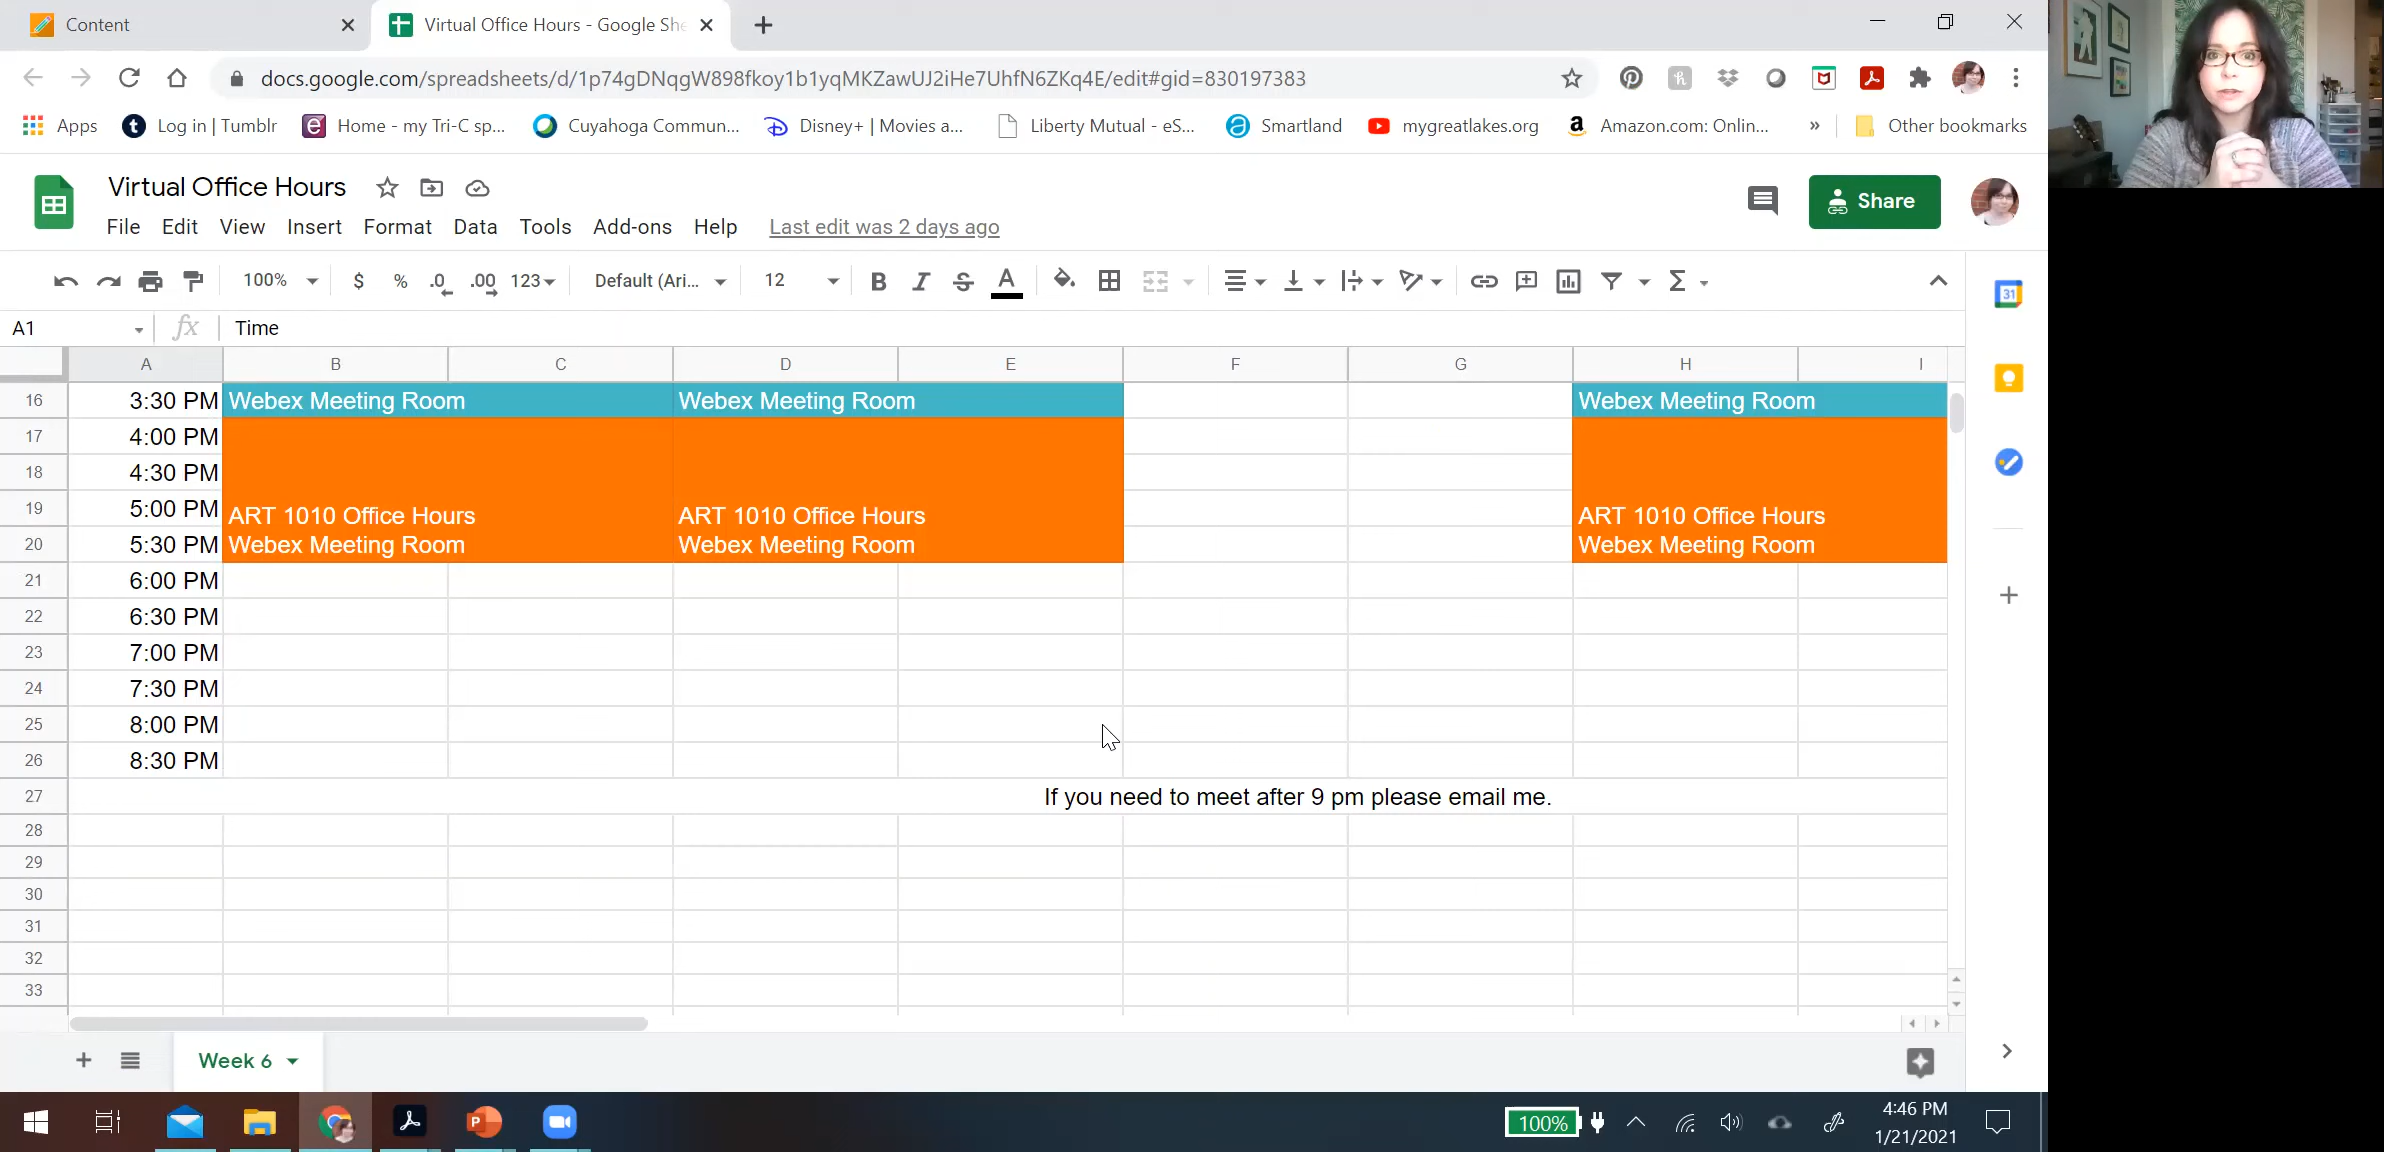 Content
Virtual Office Hours - Google She
docs.google.com/spreadsheets/d/1p74gDNqgW898fkoy1b1yqMKZawUJ2iHe7UhfN6ZKq4E/edit#gid=830197383
Apps
Log in | Tumblr
Home - my Tri-C sp...
Cuyahoga Commun...
Disney+ | Movies a...
Liberty Mutual - eS...
Smartland
mygreatlakes.org
Amazon.com: Onlin...
»
Other bookmarks
Virtual Office Hours
Share
File Edit View Insert Format Data Tools Add-ons Help Last edit was 2 days ago
100% $ % .0 .00 123 Default (Ari... 12 B I S A Σ
A1 fx Time
A B C D E F G H I
16 3:30 PM Webex Meeting Room Webex Meeting Room Webex Meeting Room
17 4:00 PM
18 4:30 PM
19 5:00 PM ART 1010 Office Hours ART 1010 Office Hours ART 1010 Office Hours
20 5:30 PM Webex Meeting Room Webex Meeting Room Webex Meeting Room
21 6:00 PM
22 6:30 PM
23 7:00 PM
24 7:30 PM
25 8:00 PM
26 8:30 PM
27 If you need to meet after 9 pm please email me.
28
29
30
31
32
33
Week 6
100%
4:46 PM
1/21/2021